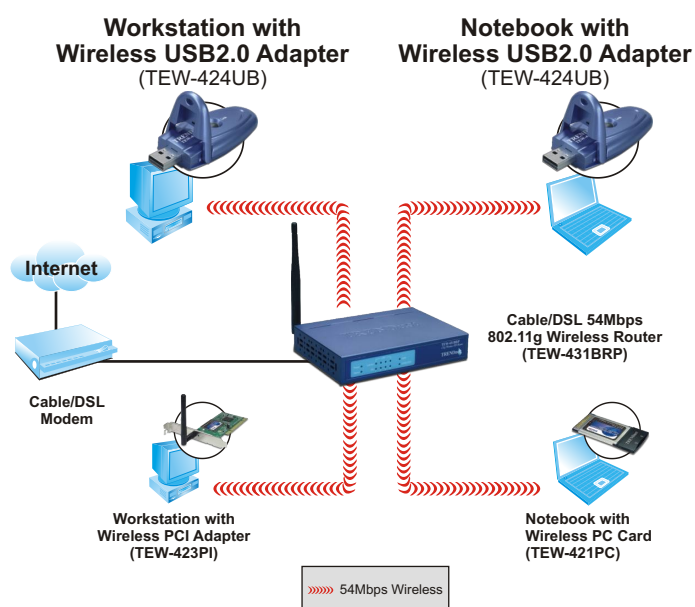 Workstation with
Wireless USB2.0 Adapter
(TEW-424UB)
Notebook with
Wireless USB2.0 Adapter
(TEW-424UB)
Internet
Cable/DSL
Modem
Cable/DSL 54Mbps
802.11g Wireless Router
(TEW-431BRP)
TRENDnet
Workstation with
Wireless PCI Adapter
(TEW-423PI)
Notebook with
Wireless PC Card
(TEW-421PC)
54Mbps Wireless